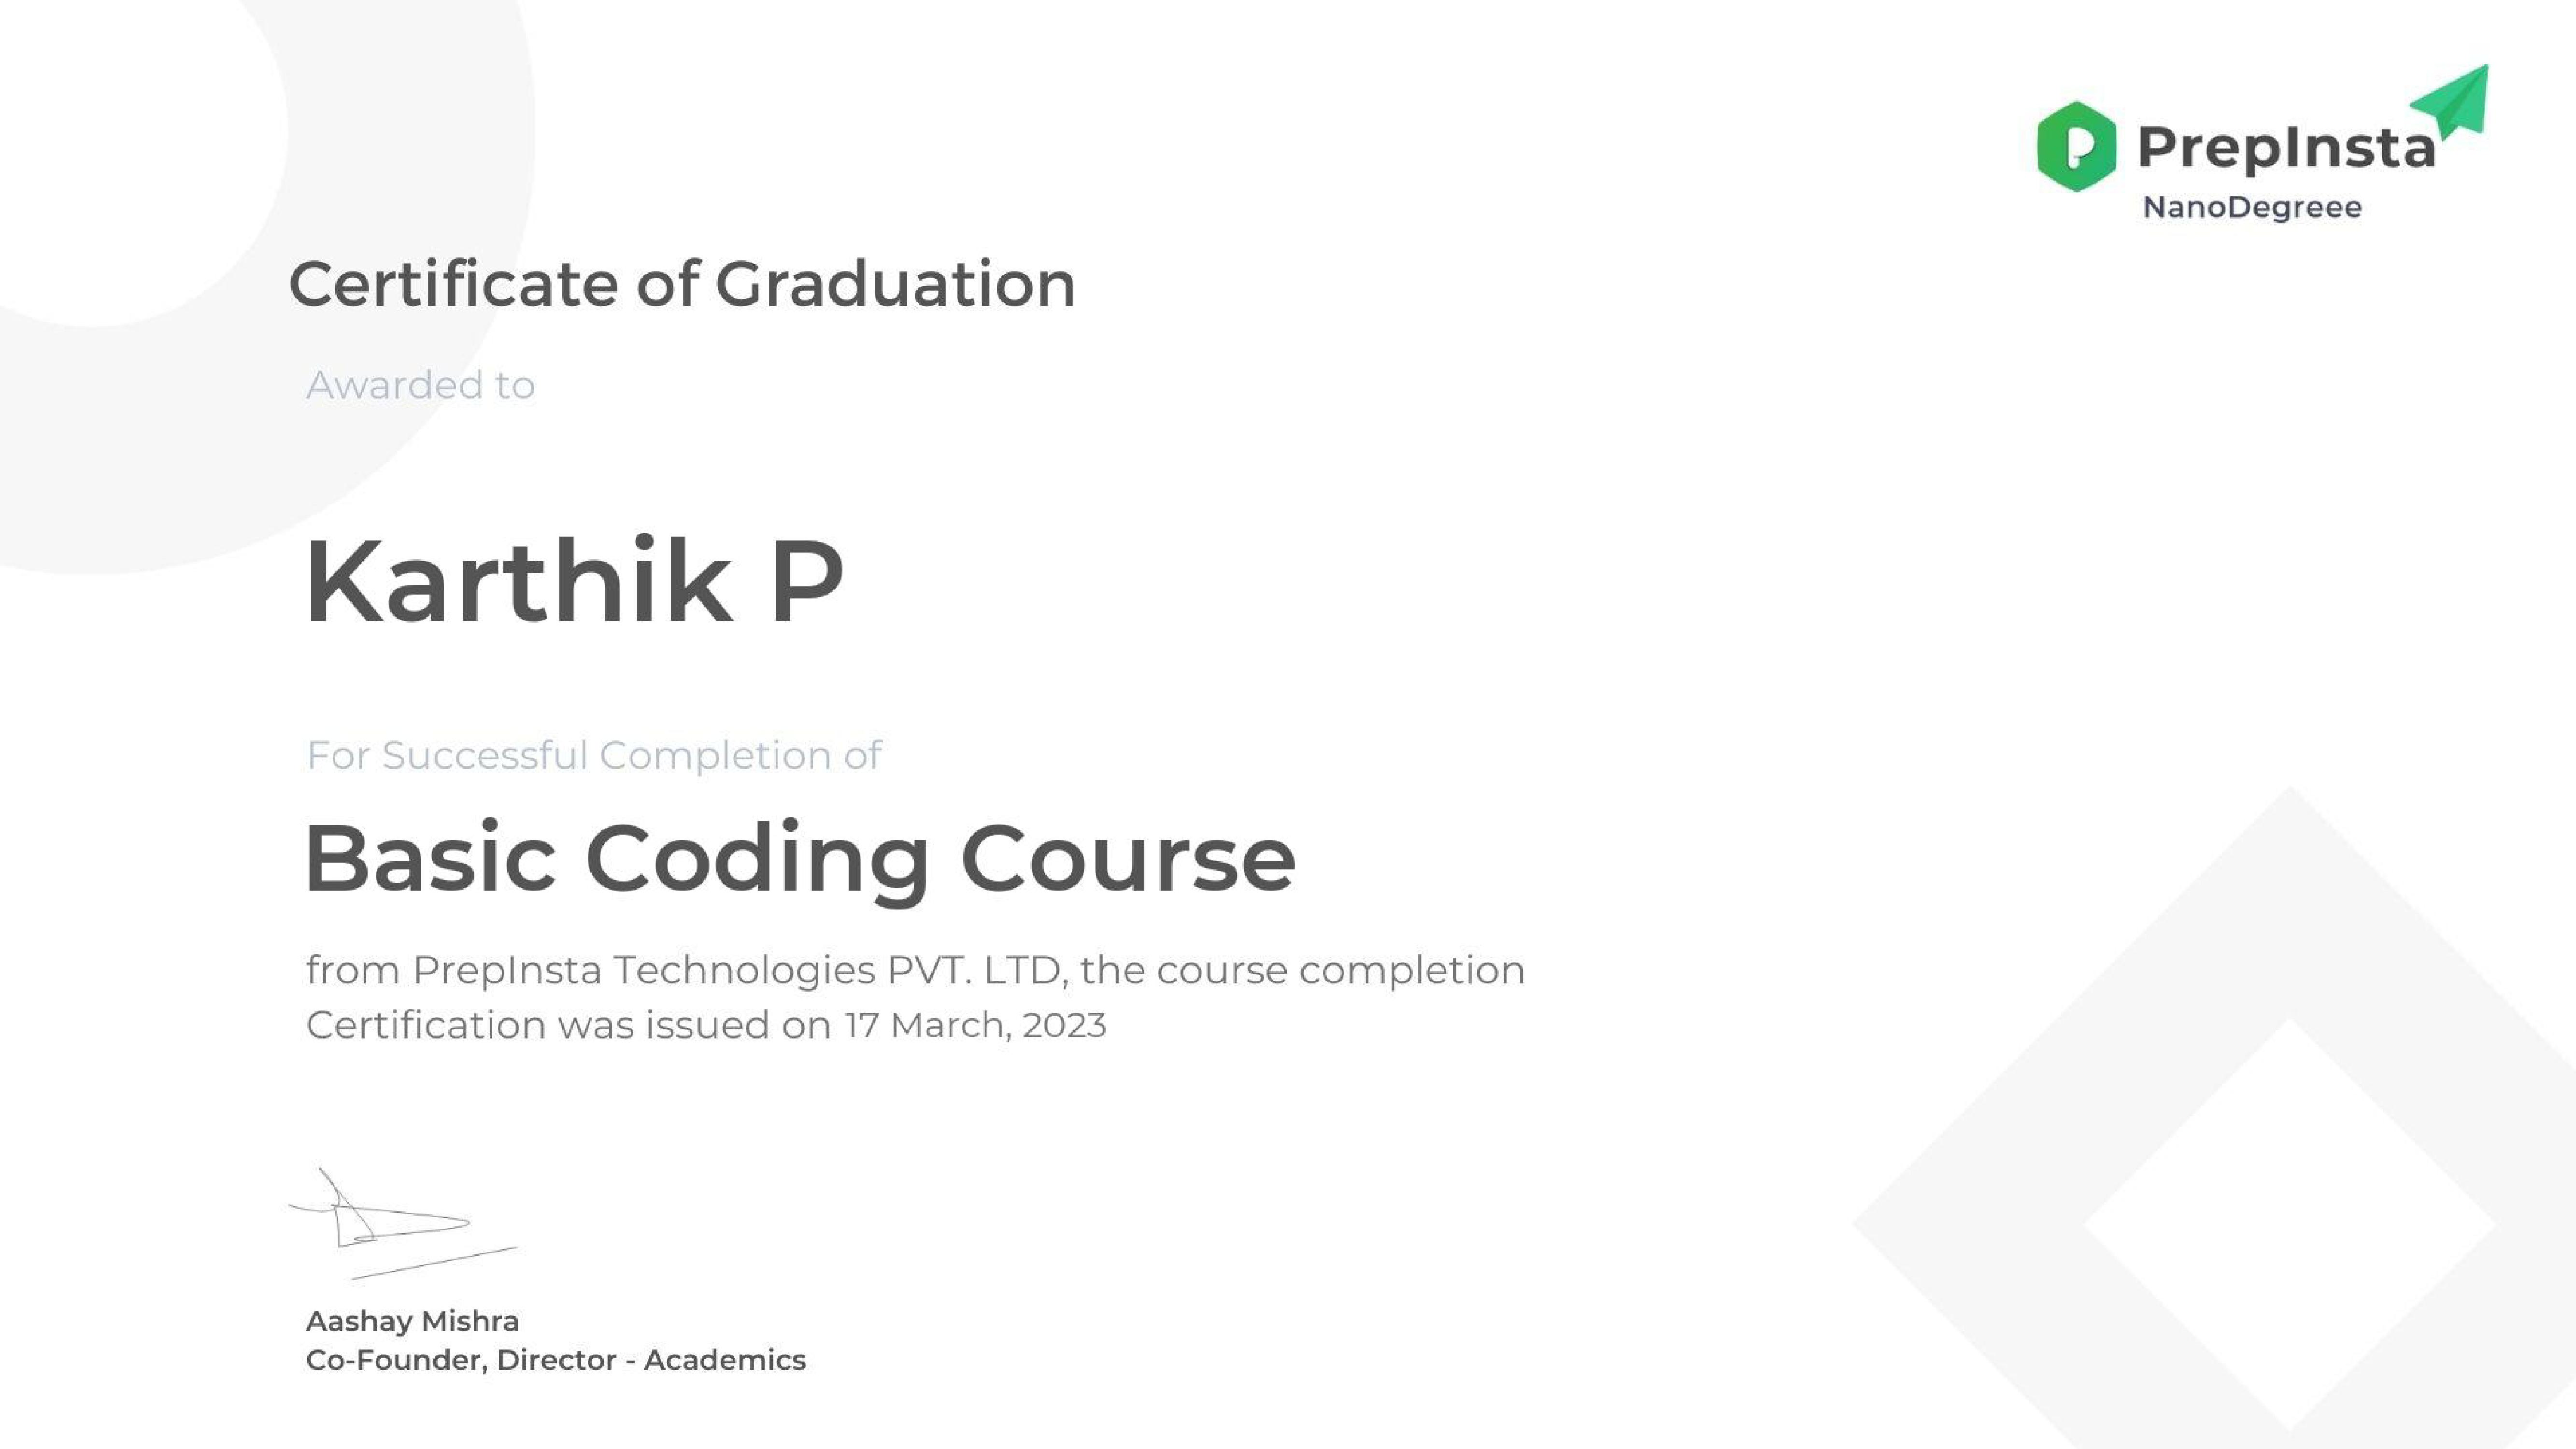 PrepInsta
NanoDegreee
Certificate of Graduation
Awarded to
Karthik P
For Successful Completion of
Basic Coding Course
from PrepInsta Technologies PVT. LTD, the course completion
Certification was issued on 17 March, 2023
Aashay Mishra
Co-Founder, Director - Academics